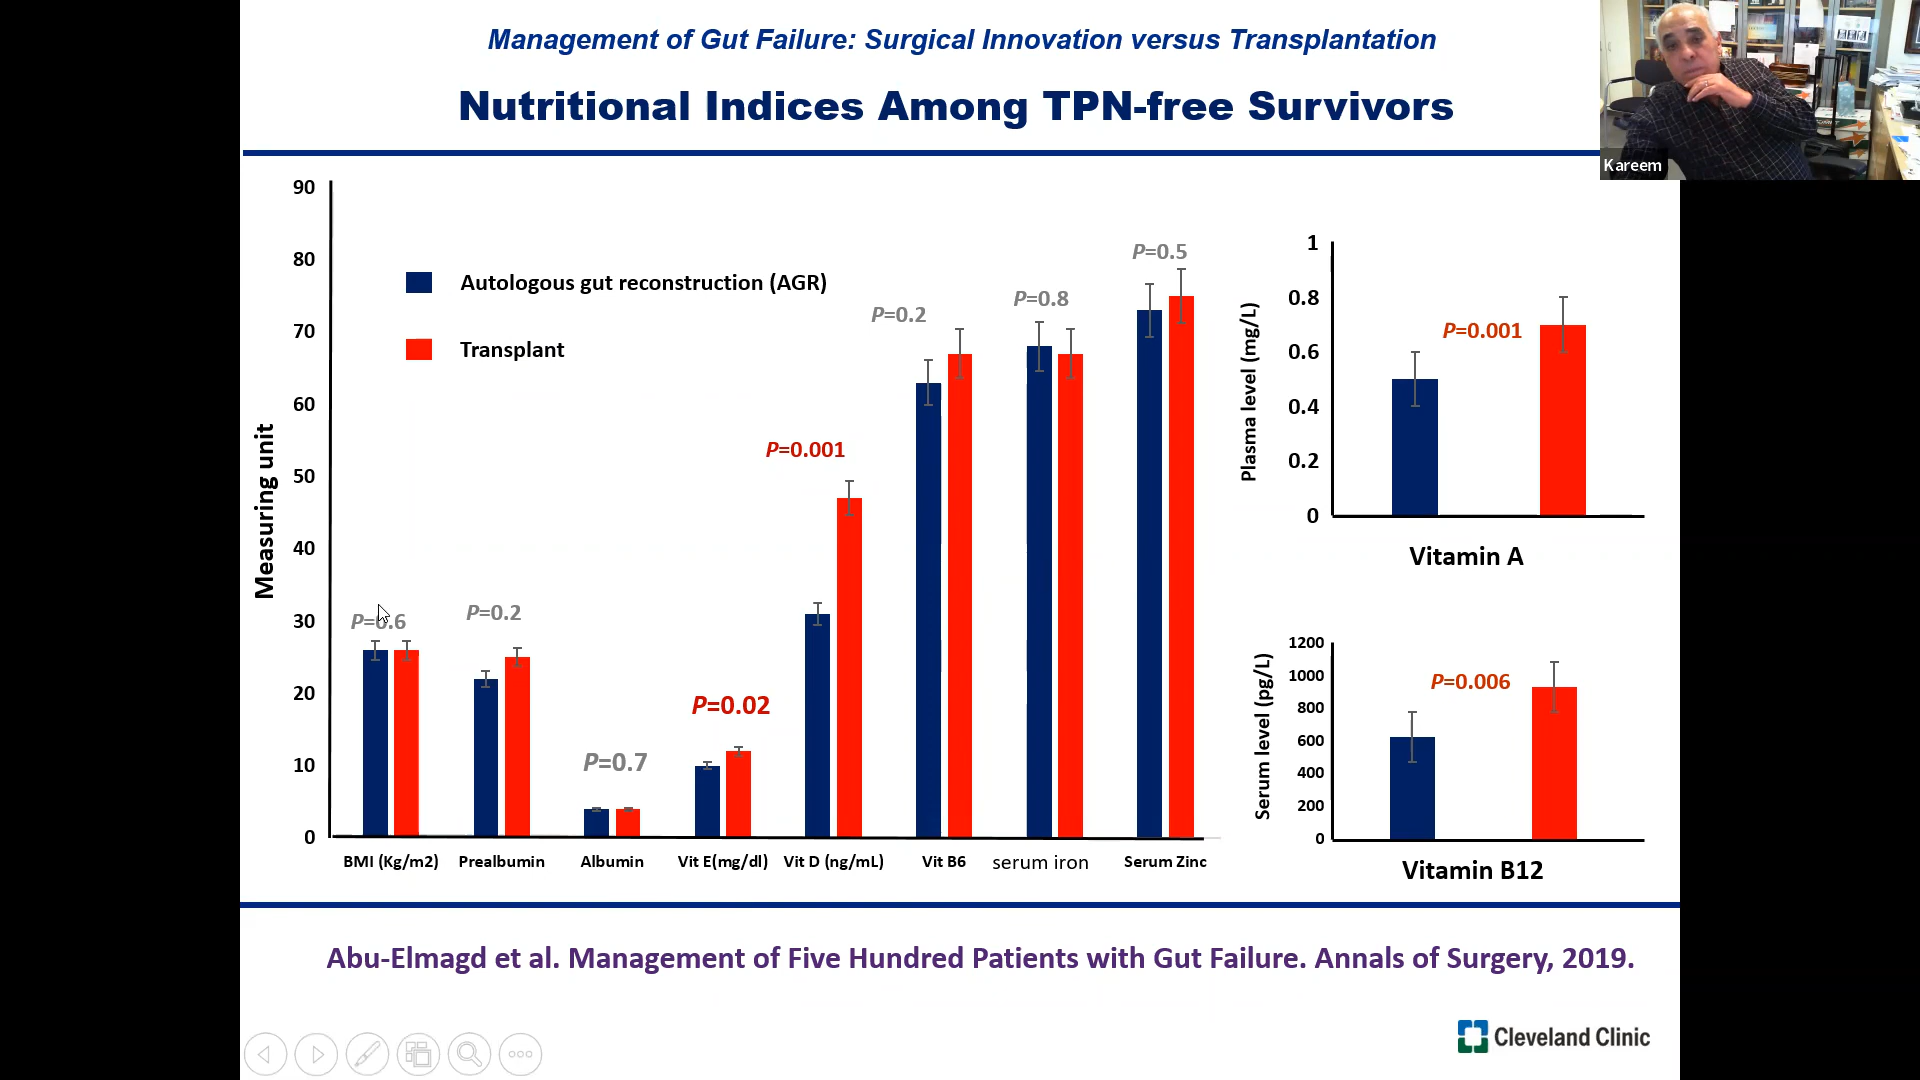 Management of Gut Failure: Surgical Innovation versus Transplantation
Nutritional Indices Among TPN-free Survivors
Kareem
Measuring unit
90
80
70
60
50
40
30
20
10
0
Autologous gut reconstruction (AGR)
Transplant
P=0.6
P=0.2
P=0.7
P=0.02
P=0.001
P=0.2
P=0.8
P=0.5
BMI (Kg/m2) Prealbumin Albumin Vit E(mg/dl) Vit D (ng/mL) Vit B6 serum iron Serum Zinc
Plasma level (mg/L)
1
0.8
0.6
0.4
0.2
0
P=0.001
Vitamin A
Serum level (pg/L)
1200
1000
800
600
400
200
0
P=0.006
Vitamin B12
Abu-Elmagd et al. Management of Five Hundred Patients with Gut Failure. Annals of Surgery, 2019.
Cleveland Clinic